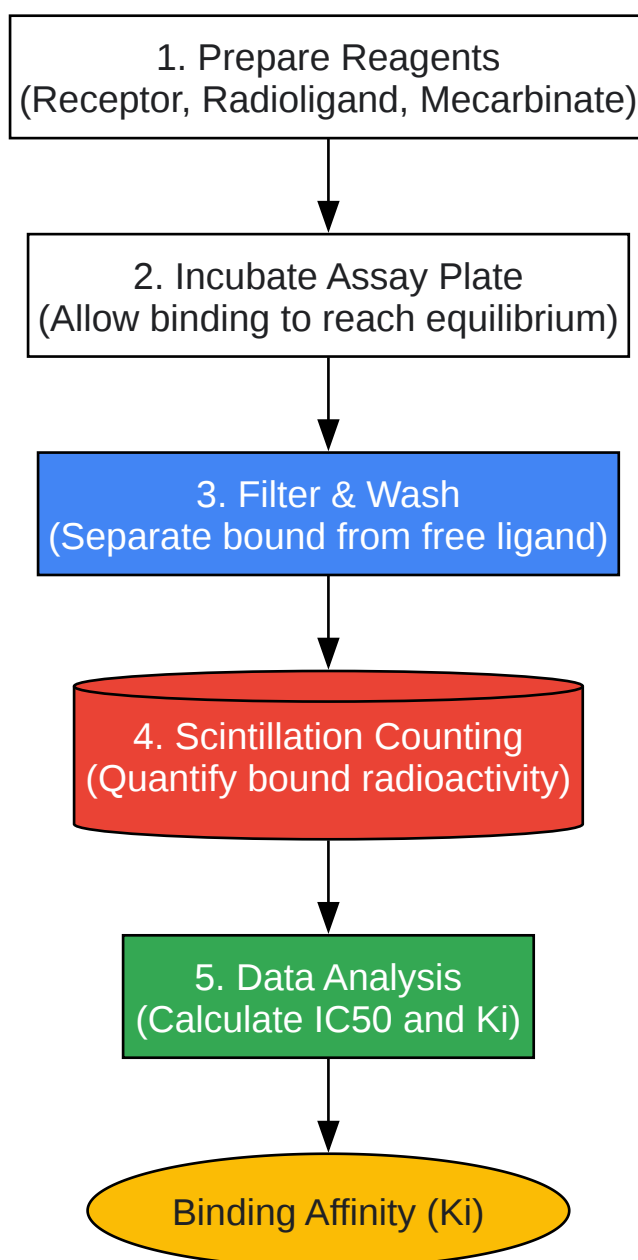 1. Prepare Reagents
(Receptor, Radioligand, Mecarbinate)
2. Incubate Assay Plate
(Allow binding to reach equilibrium)
3. Filter & Wash
(Separate bound from free ligand)
4. Scintillation Counting
(Quantify bound radioactivity)
5. Data Analysis
(Calculate IC50 and Ki)
Binding Affinity (Ki)